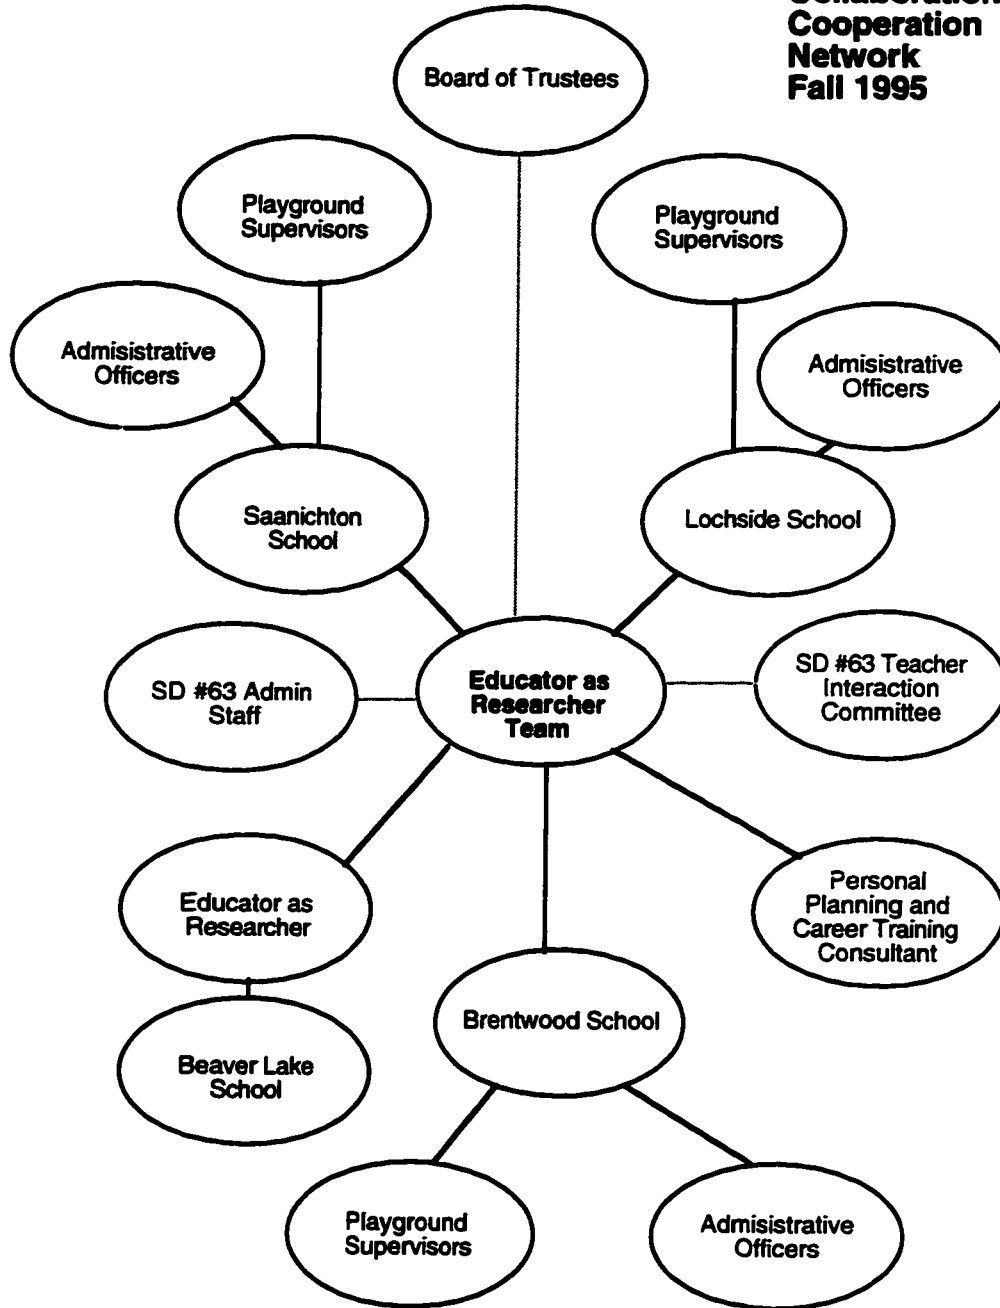 Cooperation
Network
Fall 1995
Board of Trustees
Playground
Supervisors
Playground
Supervisors
Admisistrative
Officers
Admisistrative
Officers
Saanichton
School
Lochside School
SD #63 Admin
Staff
Educator as
Researcher
Team
SD #63 Teacher
Interaction
Committee
Educator as
Researcher
Personal
Planning and
Career Training
Consultant
Beaver Lake
School
Brentwood School
Playground
Supervisors
Admisistrative
Officers